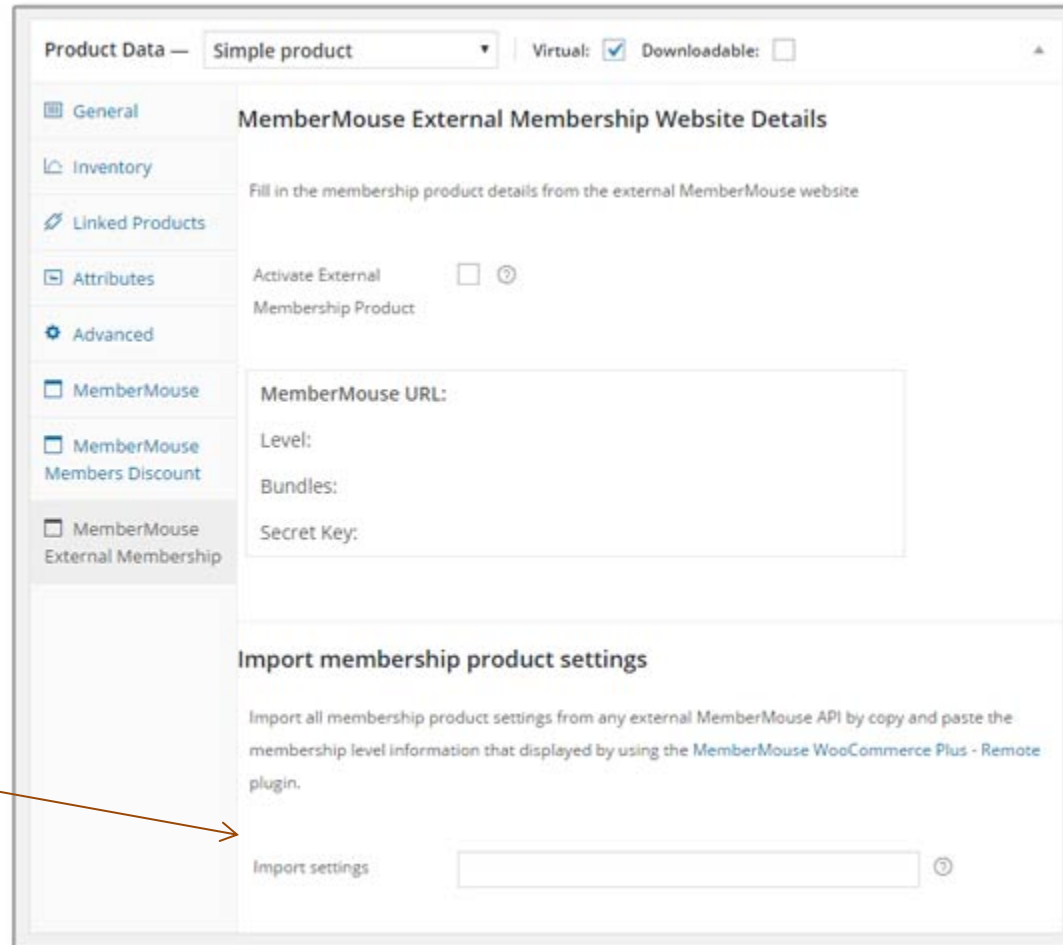 Product Data — Simple product Virtual: Downloadable:
General
Inventory
Linked Products
Attributes
Advanced
MemberMouse
MemberMouse
Members Discount
MemberMouse
External Membership
MemberMouse External Membership Website Details
Fill in the membership product details from the external MemberMouse website
Activate External
Membership Product
MemberMouse URL:
Level:
Bundles:
Secret Key:
Import membership product settings
Import all membership product settings from any external MemberMouse API by copy and paste the
membership level information that displayed by using the MemberMouse WooCommerce Plus - Remote
plugin.
Import settings